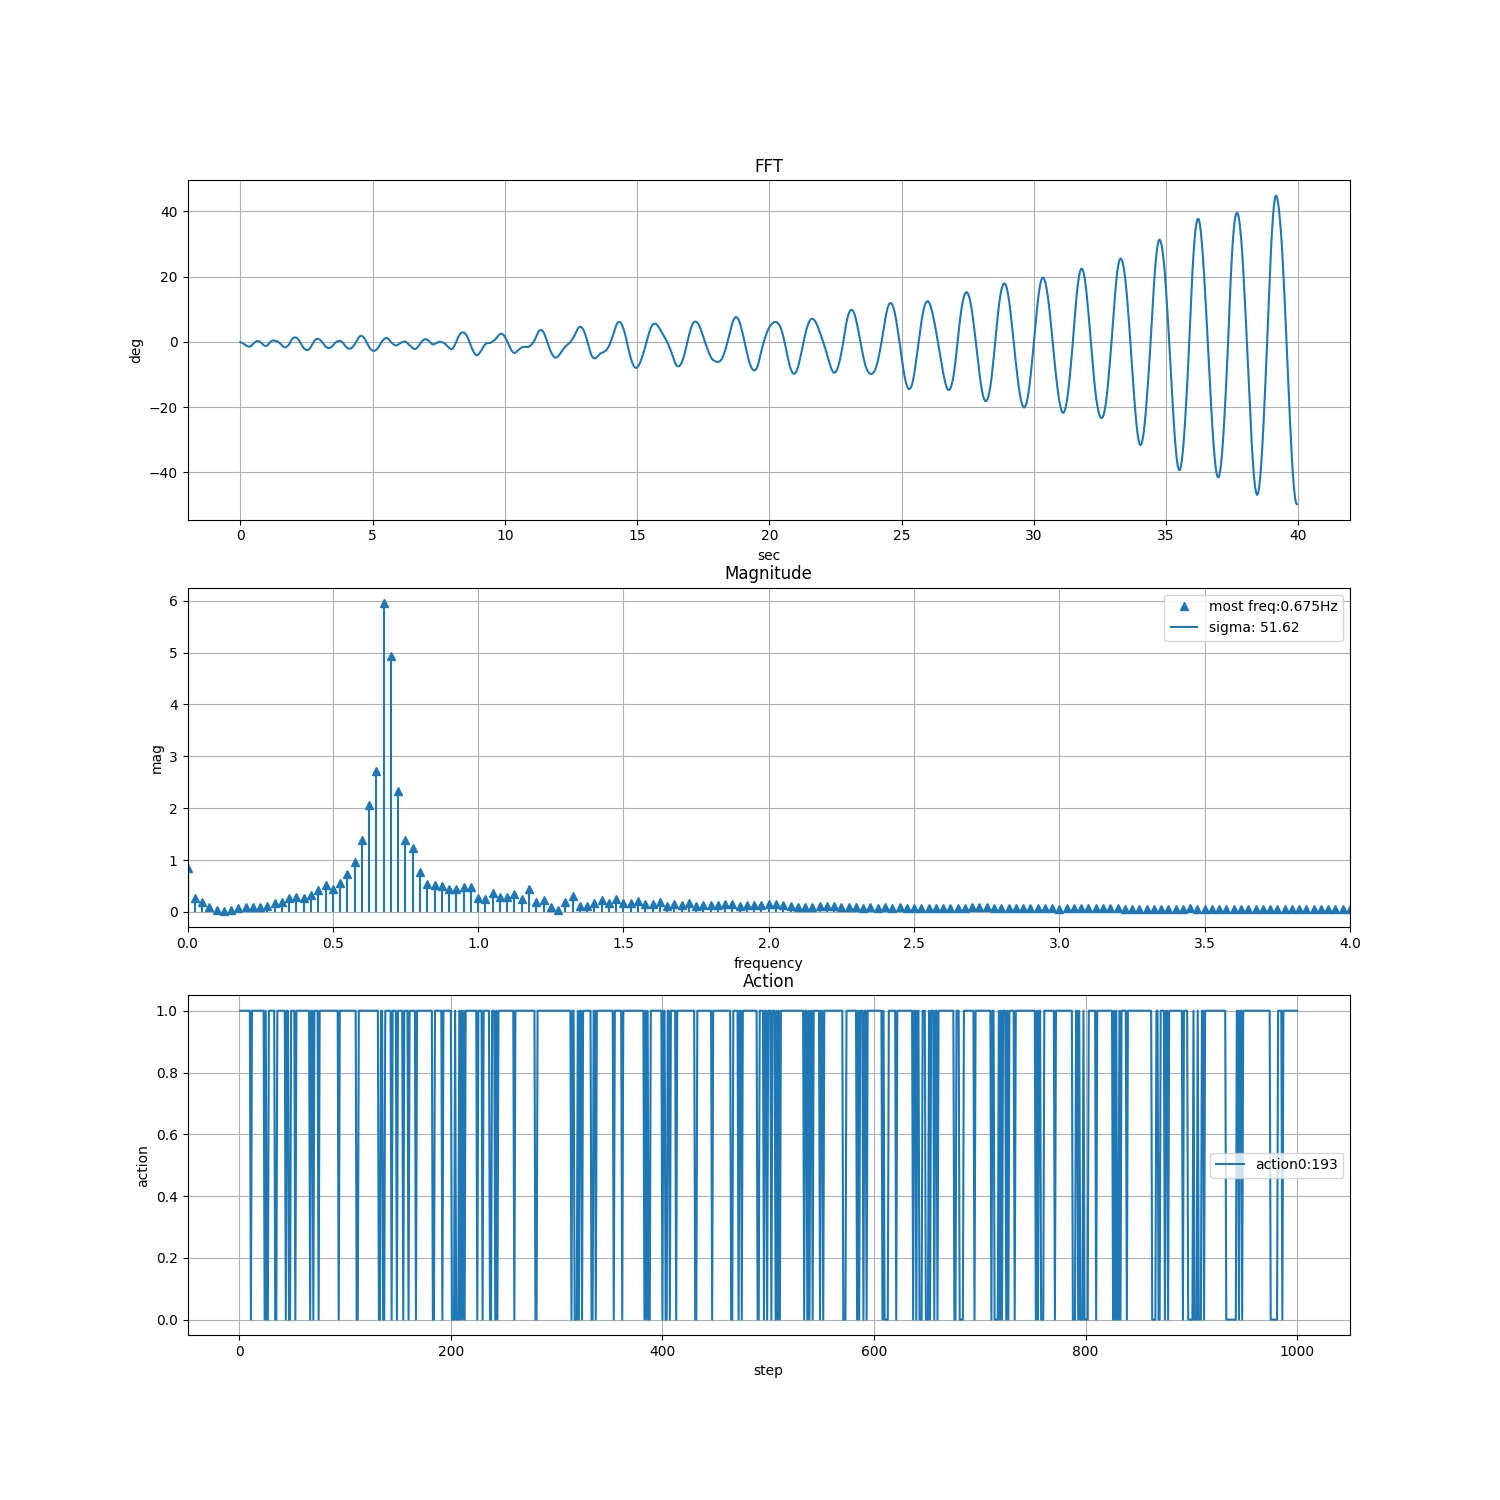 FFT
40
20
0
−20
−40
deg
0 5 10 15 20 25 30 35 40
sec
Magnitude
6
5
4
3
2
1
0
mag
most freq:0.675Hz
sigma: 51.62
0.0 0.5 1.0 1.5 2.0 2.5 3.0 3.5 4.0
frequency
Action
1.0
0.8
0.6
0.4
0.2
0.0
action
action0:193
0 200 400 600 800 1000
step